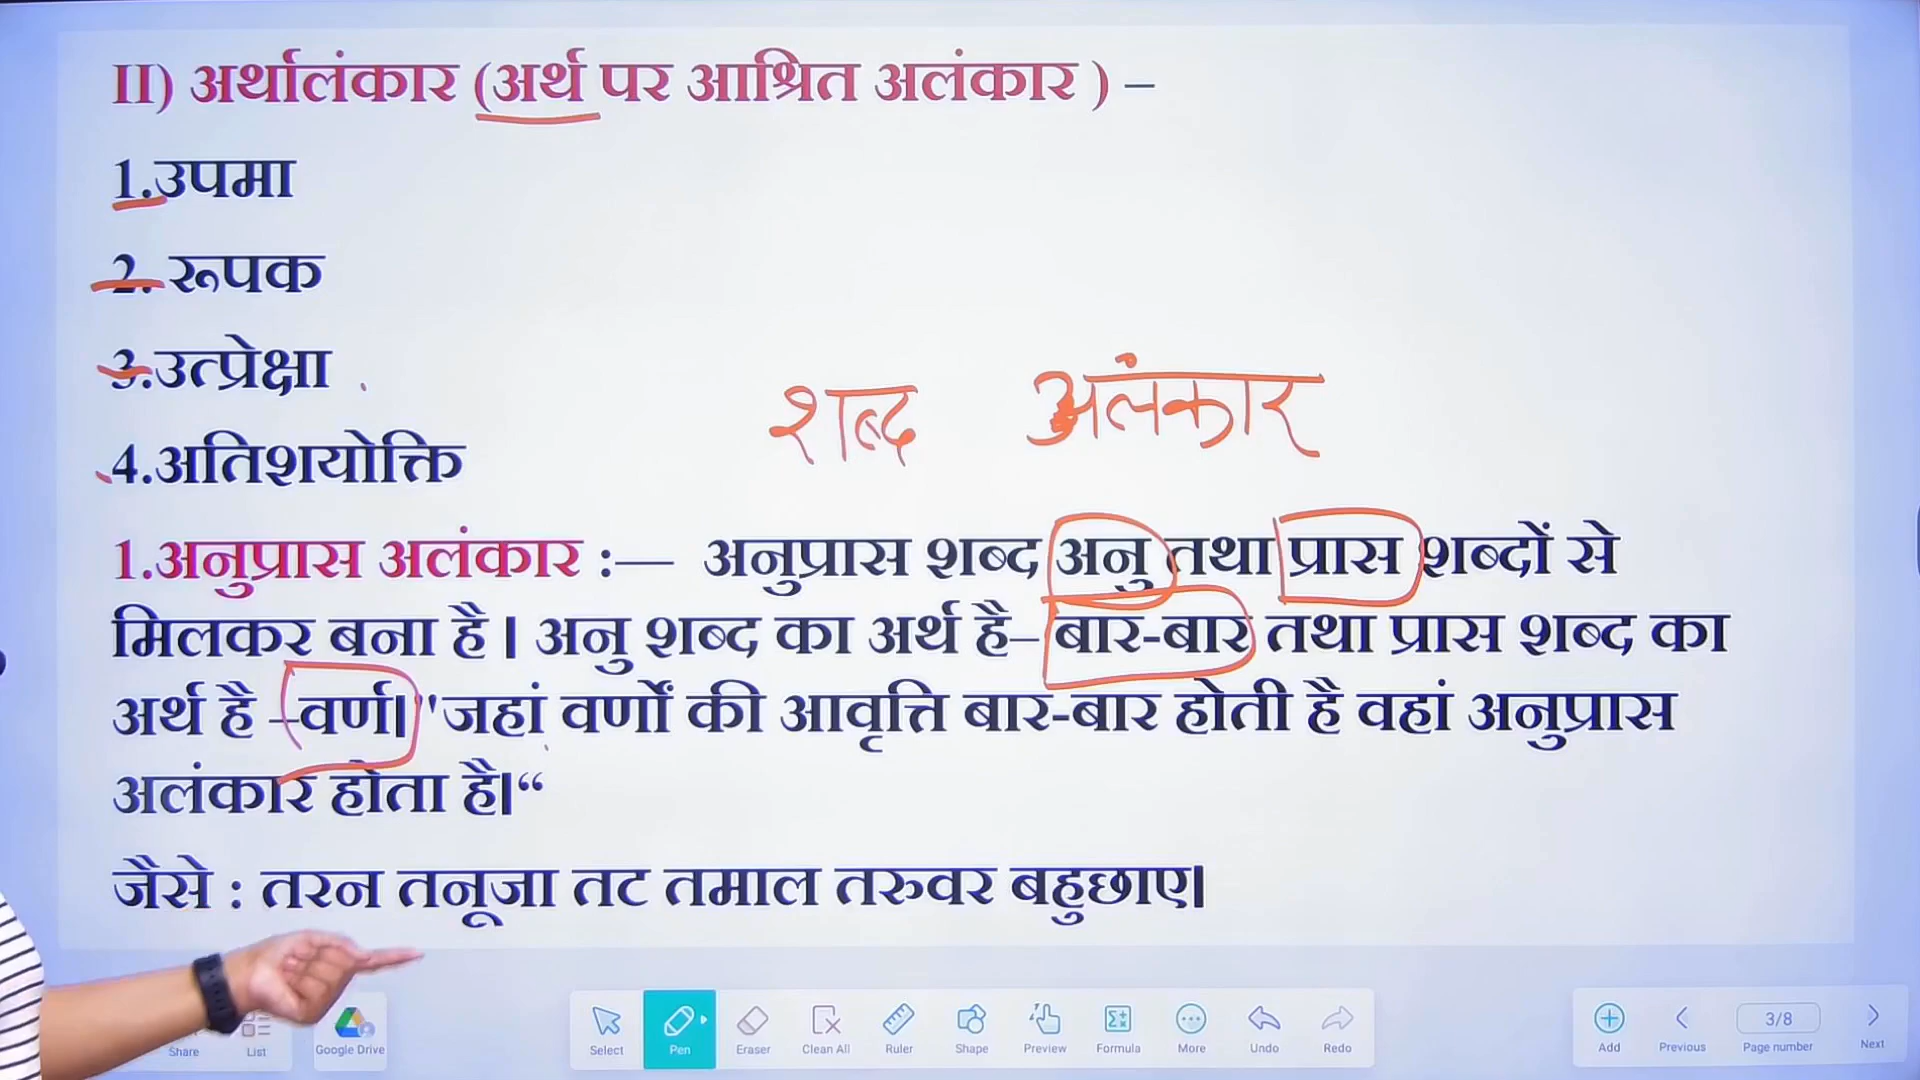 II) अर्थालंकार (अर्थ पर आश्रित अलंकार ) –
1.उपमा
2. रूपक
3.उत्प्रेक्षा
4.अतिशयोक्ति
शब्द अलंकार
1.अनुप्रास अलंकार :— अनुप्रास शब्द अनु तथा प्रास शब्दों से
मिलकर बना है। अनु शब्द का अर्थ है– बार-बार तथा प्रास शब्द का
अर्थ है –वर्ण। "जहां वर्णों की आवृत्ति बार-बार होती है वहां अनुप्रास
अलंकार होता है।“
जैसे : तरन तनूजा तट तमाल तरुवर बहुछाए।
Share List Google Drive Select Pen Eraser Clean All Ruler Shape Preview Formula More Undo Redo Add Previous 3/8 Page number Next